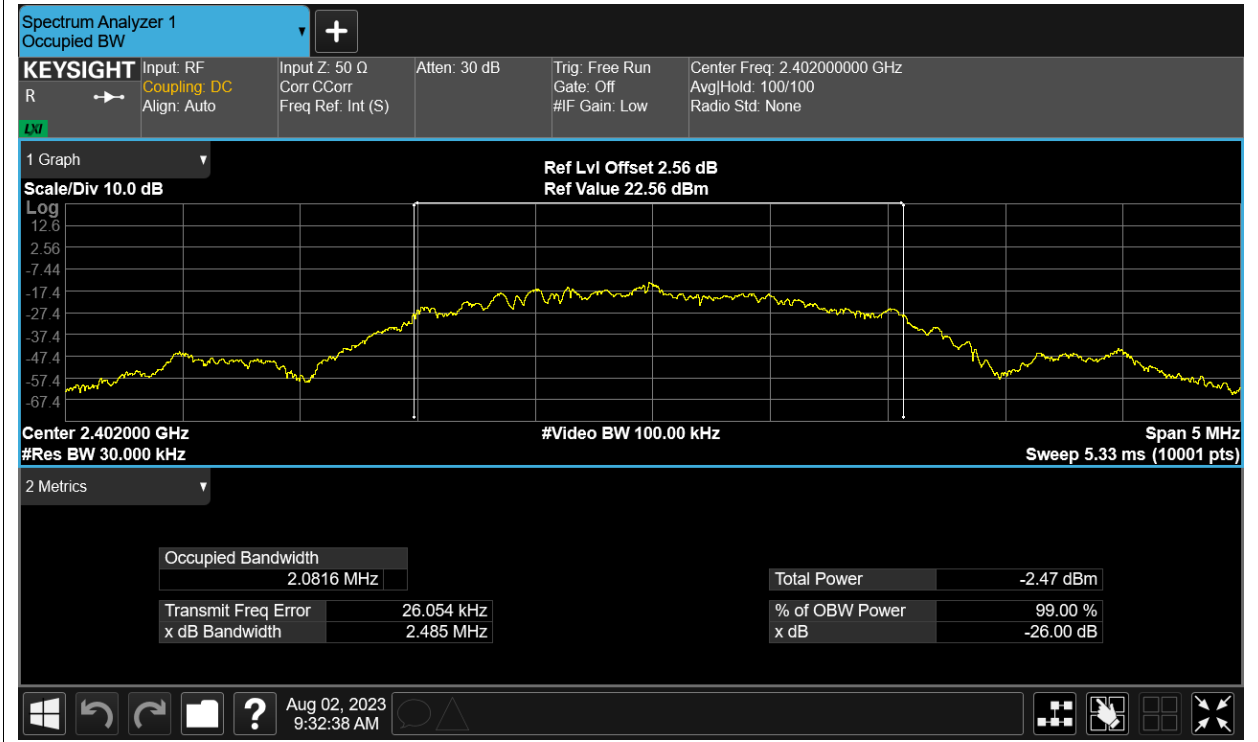 Spectrum Analyzer 1
Occupied BW
KEYSIGHT
R
LXI
Input: RF
Coupling: DC
Align: Auto
Input Z: 50 Ω
Corr CCorr
Freq Ref: Int (S)
Atten: 30 dB
Trig: Free Run
Gate: Off
#IF Gain: Low
Center Freq: 2.402000000 GHz
Avg|Hold: 100/100
Radio Std: None
1 Graph
Scale/Div 10.0 dB
Ref Lvl Offset 2.56 dB
Ref Value 22.56 dBm
Log
12.6
2.56
-7.44
-17.4
-27.4
-37.4
-47.4
-57.4
-67.4
Center 2.402000 GHz
#Video BW 100.00 kHz
Span 5 MHz
#Res BW 30.000 kHz
Sweep 5.33 ms (10001 pts)
2 Metrics
Occupied Bandwidth
2.0816 MHz
Total Power -2.47 dBm
Transmit Freq Error 26.054 kHz
% of OBW Power 99.00 %
x dB Bandwidth 2.485 MHz
x dB -26.00 dB
?
Aug 02, 2023
9:32:38 AM